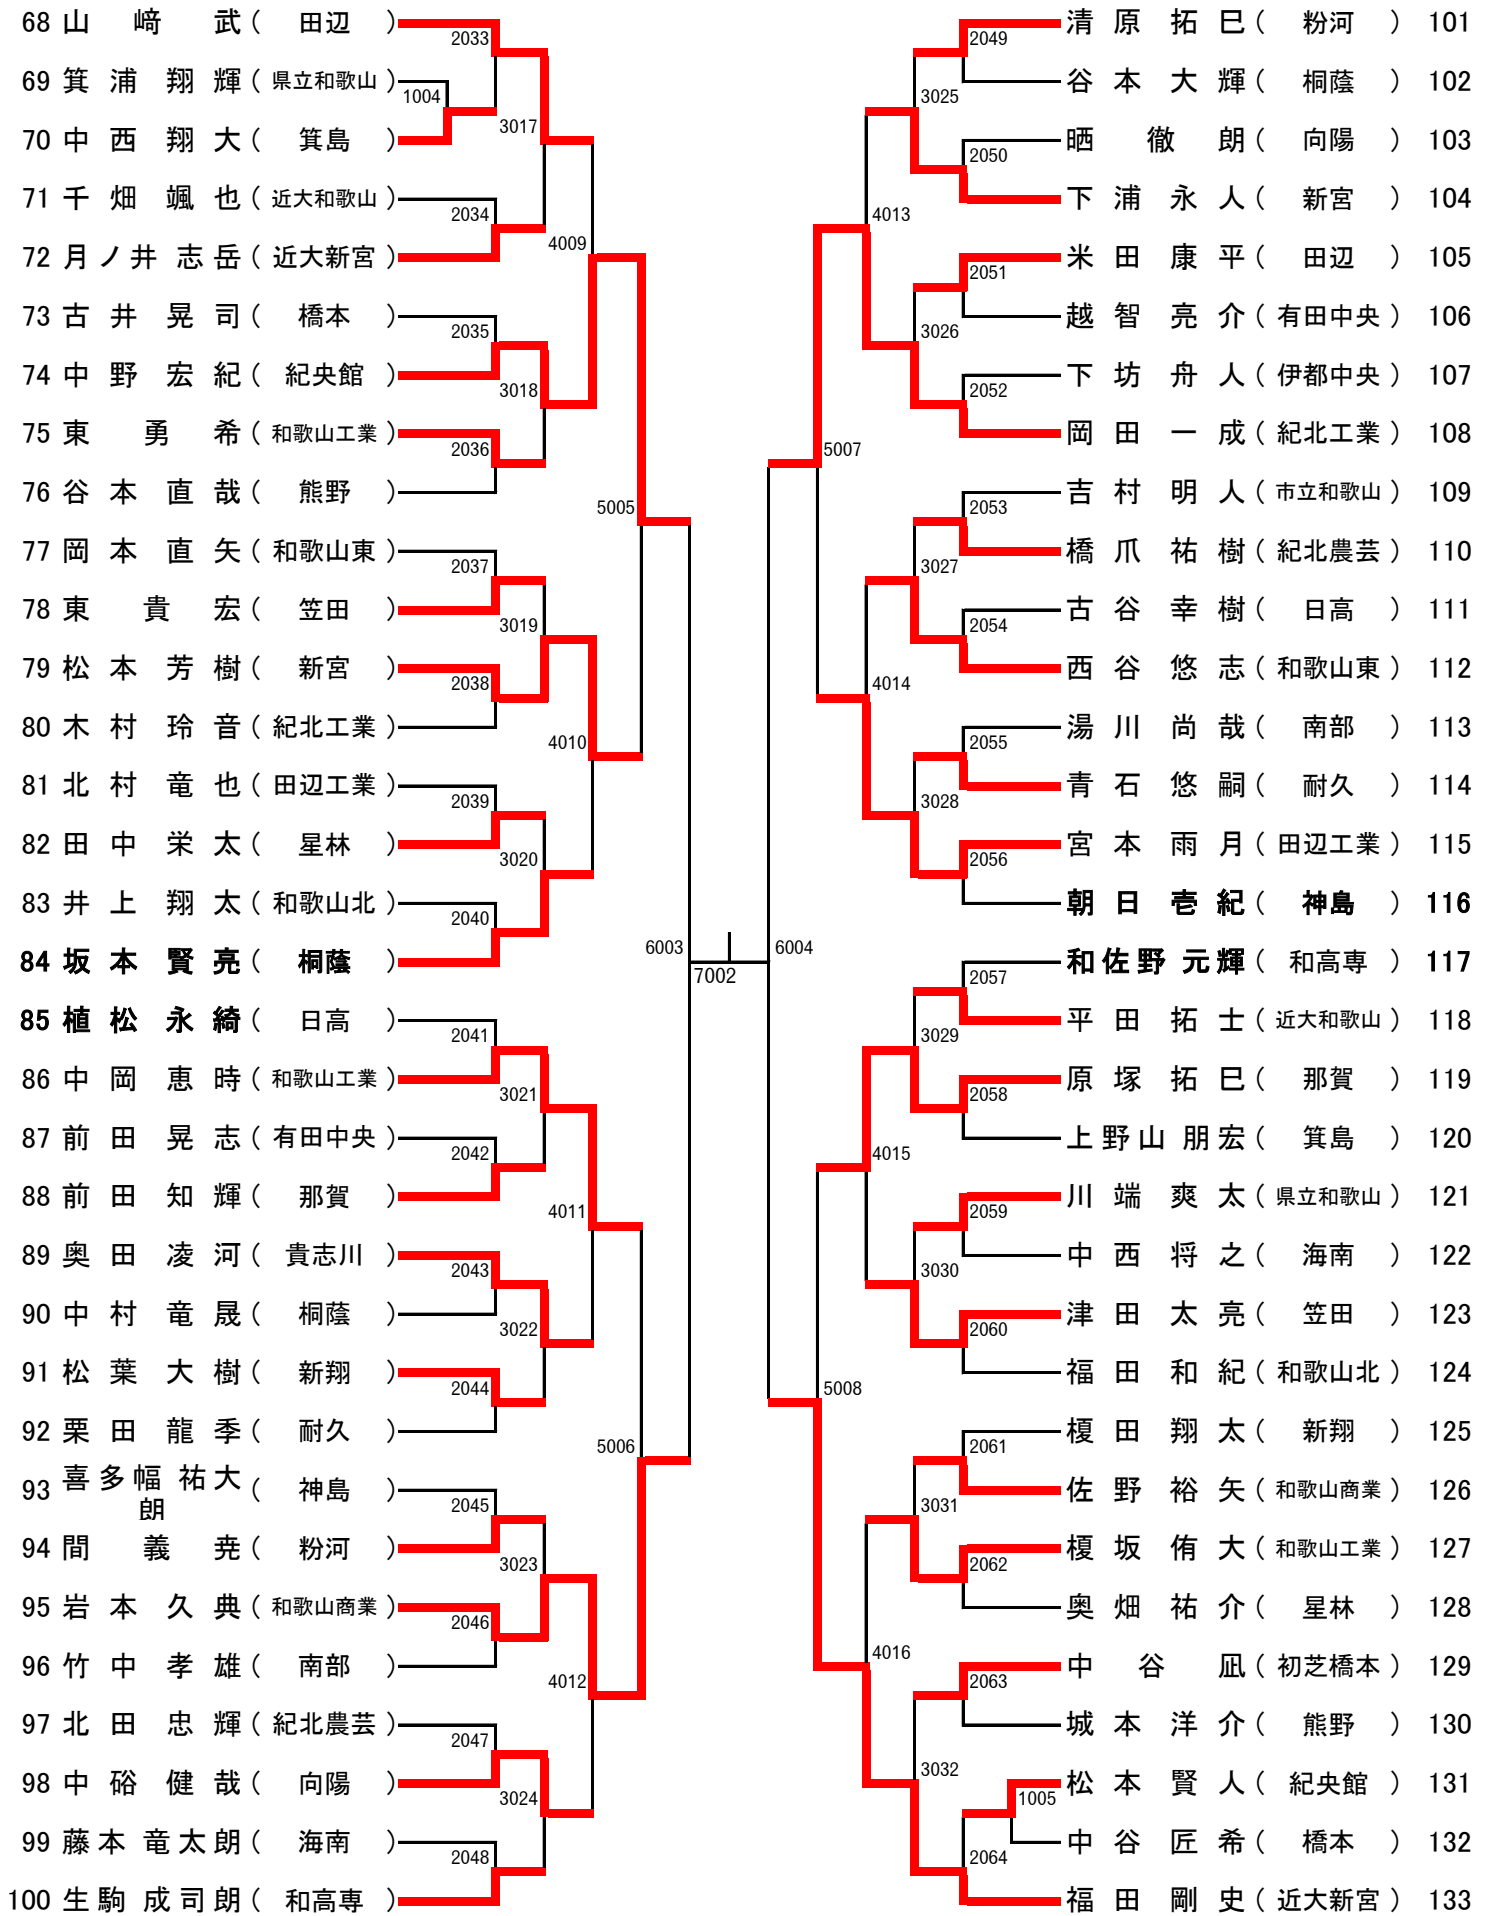 68 山﨑武(田辺)
2033
69 箕浦翔輝(県立和歌山)
1004
70 中西翔大(箕島)
3017
71 千畑颯也(近大和歌山)
2034
72 月ノ井志岳(近大新宮)
4009
73 古井晃司(橋本)
2035
74 中野宏紀(紀央館)
3018
75 東勇希(和歌山工業)
2036
76 谷本直哉(熊野)
5005
77 岡本直矢(和歌山東)
2037
78 東貴宏(笠田)
3019
79 松本芳樹(新宮)
2038
80 木村玲音(紀北工業)
4010
81 北村竜也(田辺工業)
2039
82 田中栄太(星林)
3020
83 井上翔太(和歌山北)
2040
84 坂本賢亮(桐蔭)
6003
7002
85 植松永綺(日高)
2041
86 中岡恵時(和歌山工業)
3021
87 前田晃志(有田中央)
2042
88 前田知輝(那賀)
4011
89 奥田凌河(貴志川)
2043
90 中村竜晟(桐蔭)
3022
91 松葉大樹(新翔)
2044
92 栗田龍季(耐久)
5006
93 喜多幅祐大朗(神島)
2045
94 間義尭(粉河)
3023
95 岩本久典(和歌山商業)
2046
96 竹中孝雄(南部)
4012
97 北田忠輝(紀北農芸)
2047
98 中硲健哉(向陽)
3024
99 藤本竜太朗(海南)
2048
100 生駒成司朗(和高専)
清原拓巳(粉河) 101
2049
谷本大輝(桐蔭) 102
3025
晒徹朗(向陽) 103
2050
下浦永人(新宮) 104
4013
米田康平(田辺) 105
2051
越智亮介(有田中央) 106
3026
下坊舟人(伊都中央) 107
2052
岡田一成(紀北工業) 108
5007
吉村明人(市立和歌山) 109
2053
橋爪祐樹(紀北農芸) 110
3027
古谷幸樹(日高) 111
2054
西谷悠志(和歌山東) 112
4014
湯川尚哉(南部) 113
2055
青石悠嗣(耐久) 114
3028
宮本雨月(田辺工業) 115
2056
朝日壱紀(神島) 116
6004
和佐野元輝(和高専) 117
2057
平田拓士(近大和歌山) 118
3029
原塚拓巳(那賀) 119
2058
上野山朋宏(箕島) 120
4015
川端爽太(県立和歌山) 121
2059
中西将之(海南) 122
3030
津田太亮(笠田) 123
2060
福田和紀(和歌山北) 124
5008
榎田翔太(新翔) 125
2061
佐野裕矢(和歌山商業) 126
3031
榎坂侑大(和歌山工業) 127
2062
奥畑祐介(星林) 128
4016
中谷凪(初芝橋本) 129
2063
城本洋介(熊野) 130
3032
松本賢人(紀央館) 131
1005
中谷匠希(橋本) 132
2064
福田剛史(近大新宮) 133